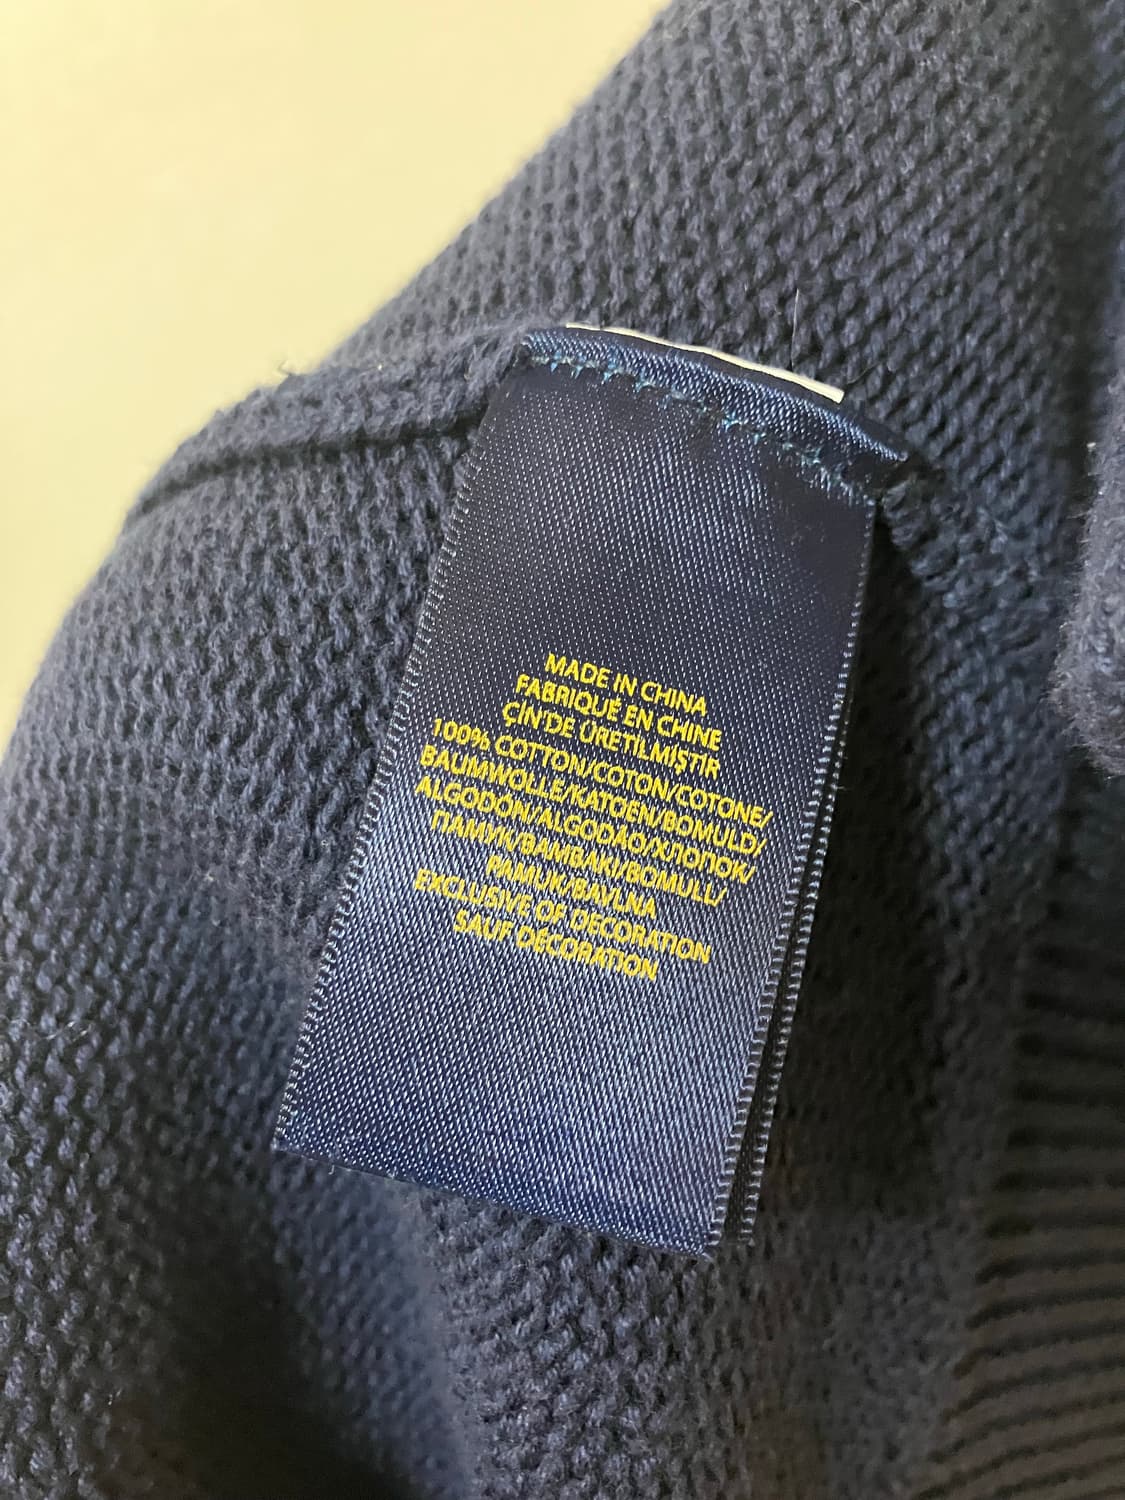 MADE IN CHINA
FABRIQUÉ EN CHINE
ÇİN'DE ÜRETİLMİŞTİR
100% COTTON/COTON/COTONE/
BAUMWOLLE/KATOEN/BOMULD/
ALGODÓN/ALGODÃO/ХЛОПОК/
ПАМУК/BAMBAKI/BOMULL/
PAMUK/BAVLNA
EXCLUSIVE OF DECORATION
SAUF DÉCORATION